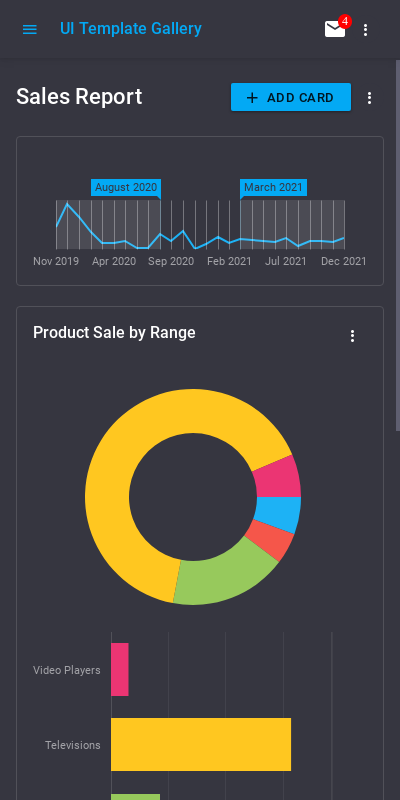 UI Template Gallery
4
Sales Report
ADD CARD
August 2020
March 2021
Nov 2019
Apr 2020
Sep 2020
Feb 2021
Jul 2021
Dec 2021
Product Sale by Range
Video Players
Televisions